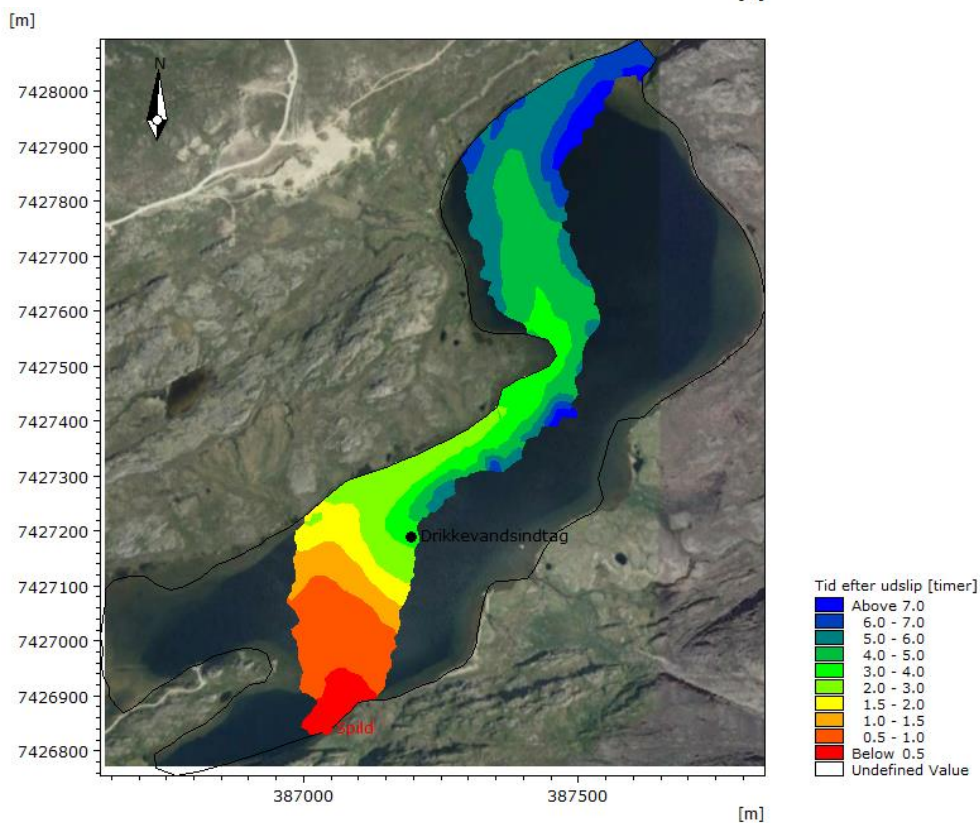 [m]
N
7428000
7427900
7427800
7427700
7427600
7427500
7427400
7427300
7427200
7427100
7427000
7426900
7426800
Drikkevandsindtag
Spild
387000
387500
[m]
Tid efter udslip [timer]
Above 7.0
6.0 - 7.0
5.0 - 6.0
4.0 - 5.0
3.0 - 4.0
2.0 - 3.0
1.5 - 2.0
1.0 - 1.5
0.5 - 1.0
Below 0.5
Undefined Value